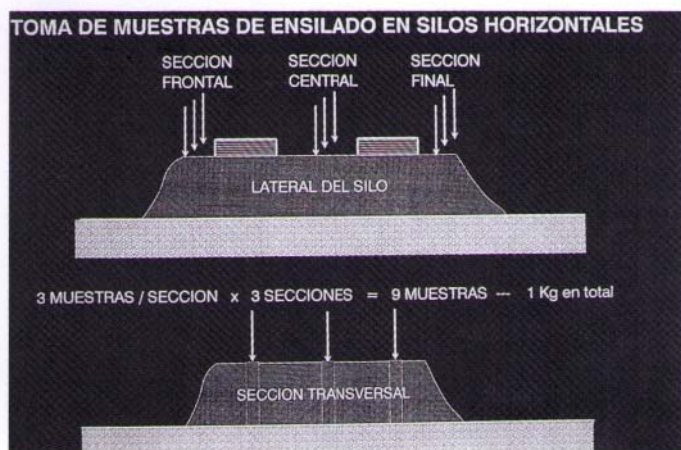 TOMA DE MUESTRAS DE ENSILADO EN SILOS HORIZONTALES
SECCION
FRONTAL
SECCION
CENTRAL
SECCION
FINAL
LATERAL DEL SILO
3 MUESTRAS / SECCION x 3 SECCIONES = 9 MUESTRAS --- 1 Kg en total
SECCION TRANSVERSAL